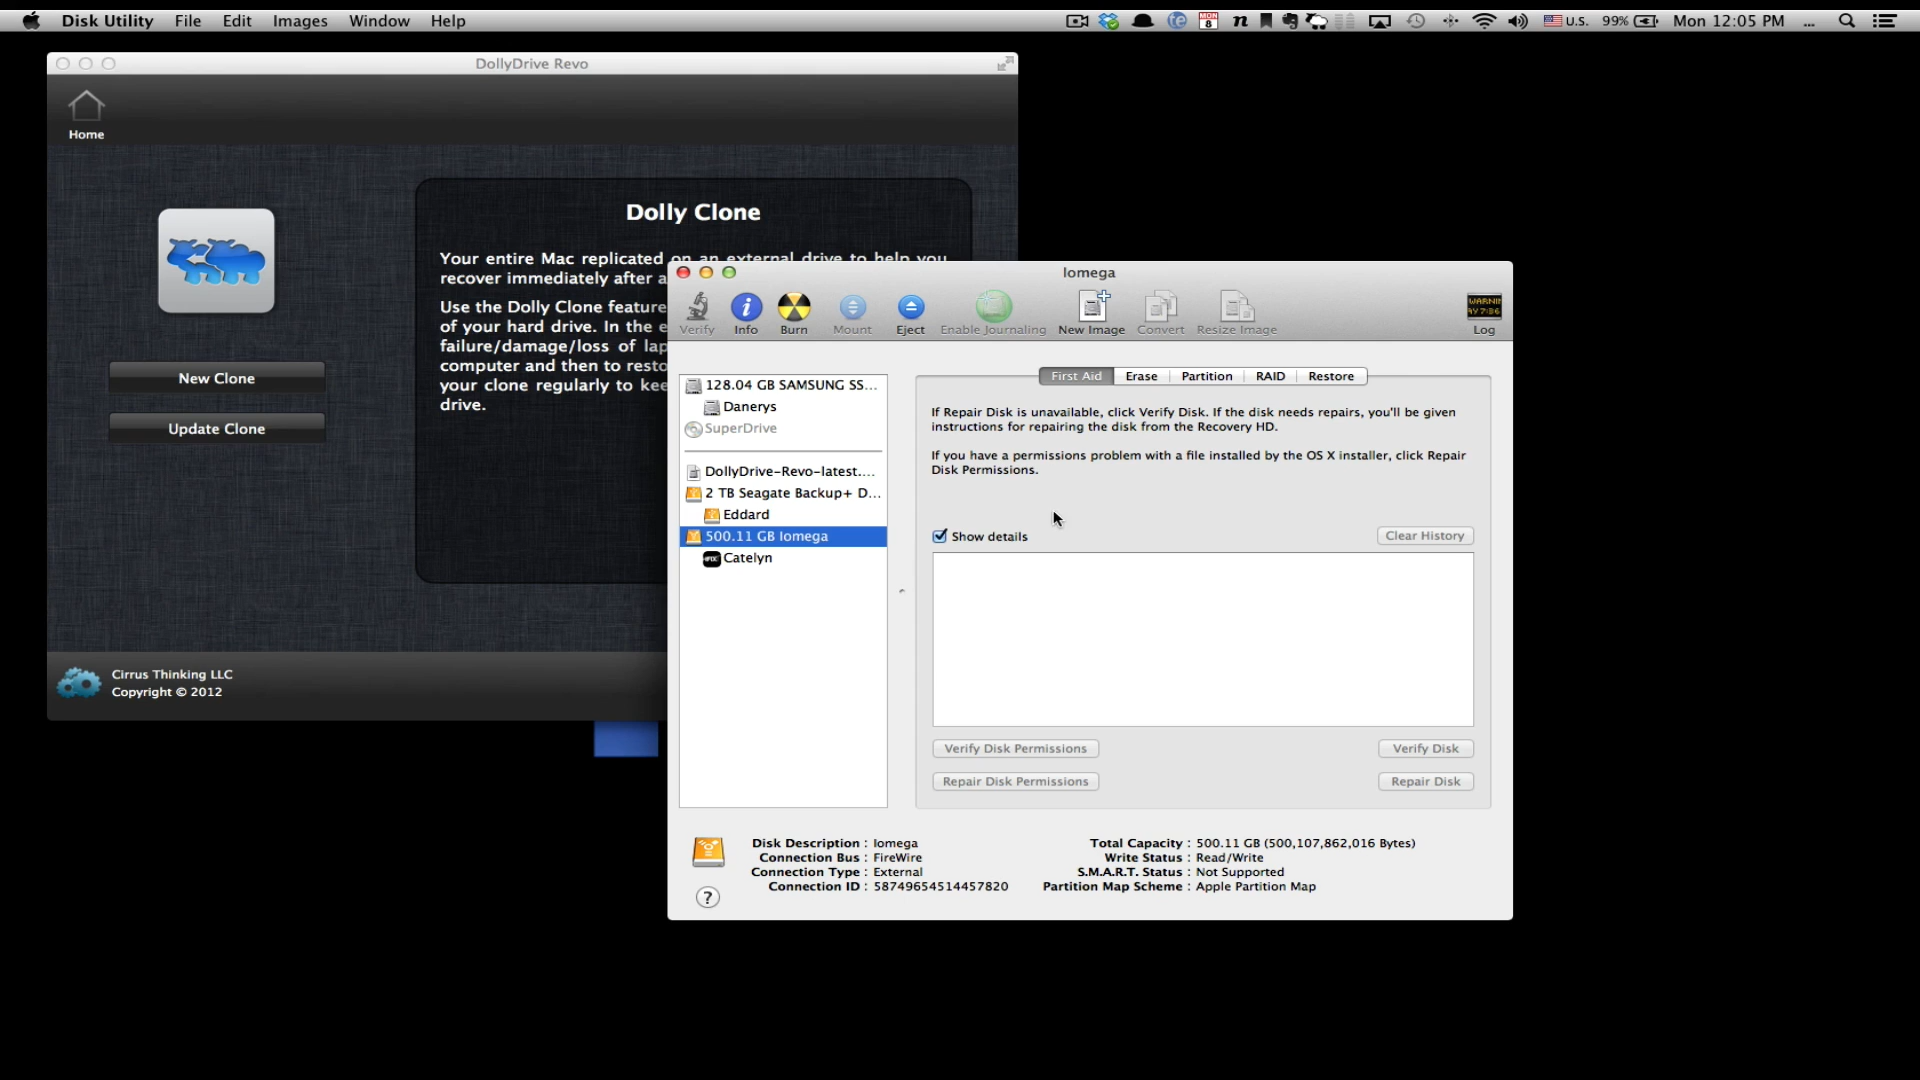 Disk Utility File Edit Images Window Help
MON 8 U.S. 99% Mon 12:05 PM ...
DollyDrive Revo
Home
Dolly Clone
Your entire Mac replicated on an external drive to help you
recover immediately after a
Use the Dolly Clone feature
of your hard drive. In the e
failure/damage/loss of lap
computer and then to resto
your clone regularly to kee
drive.
New Clone
Update Clone
Cirrus Thinking LLC
Copyright © 2012
Iomega
Verify Info Burn Mount Eject Enable Journaling New Image Convert Resize Image Log
128.04 GB SAMSUNG SS...
Danerys
SuperDrive
DollyDrive-Revo-latest....
2 TB Seagate Backup+ D...
Eddard
500.11 GB Iomega
Catelyn
First Aid Erase Partition RAID Restore
If Repair Disk is unavailable, click Verify Disk. If the disk needs repairs, you'll be given
instructions for repairing the disk from the Recovery HD.
If you have a permissions problem with a file installed by the OS X installer, click Repair
Disk Permissions.
Show details
Clear History
Verify Disk Permissions Verify Disk
Repair Disk Permissions Repair Disk
Disk Description : Iomega
Connection Bus : FireWire
Connection Type : External
Connection ID : 58749654514457820
Total Capacity : 500.11 GB (500,107,862,016 Bytes)
Write Status : Read/Write
S.M.A.R.T. Status : Not Supported
Partition Map Scheme : Apple Partition Map
?